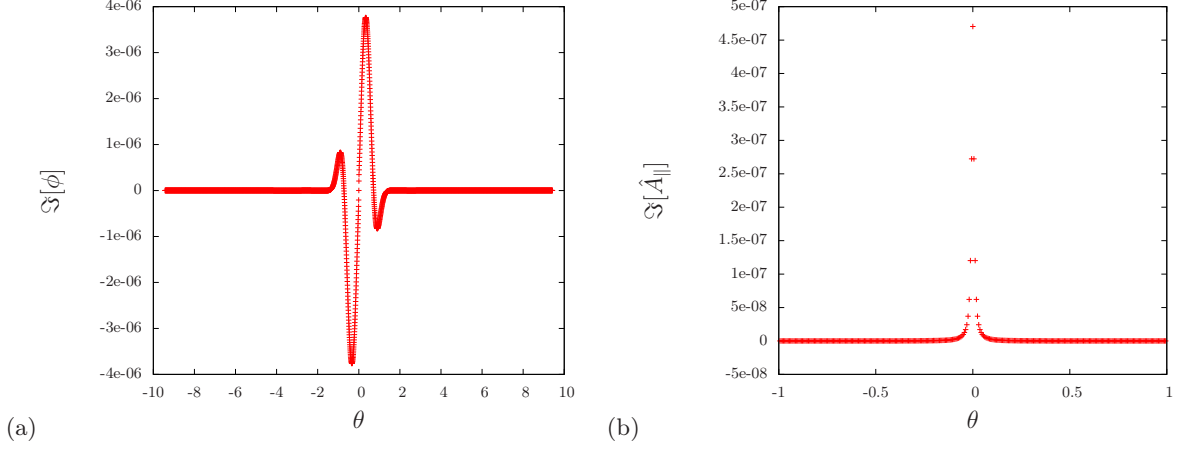 4e-06
3e-06
2e-06
1e-06
0
-1e-06
-2e-06
-3e-06
-4e-06
-10 -8 -6 -4 -2 0 2 4 6 8 10
ℑ[ϕ]
θ
(a)
5e-07
4.5e-07
4e-07
3.5e-07
3e-07
2.5e-07
2e-07
1.5e-07
1e-07
5e-08
0
-5e-08
-1 -0.5 0 0.5 1
ℑ[Â∥]
θ
(b)